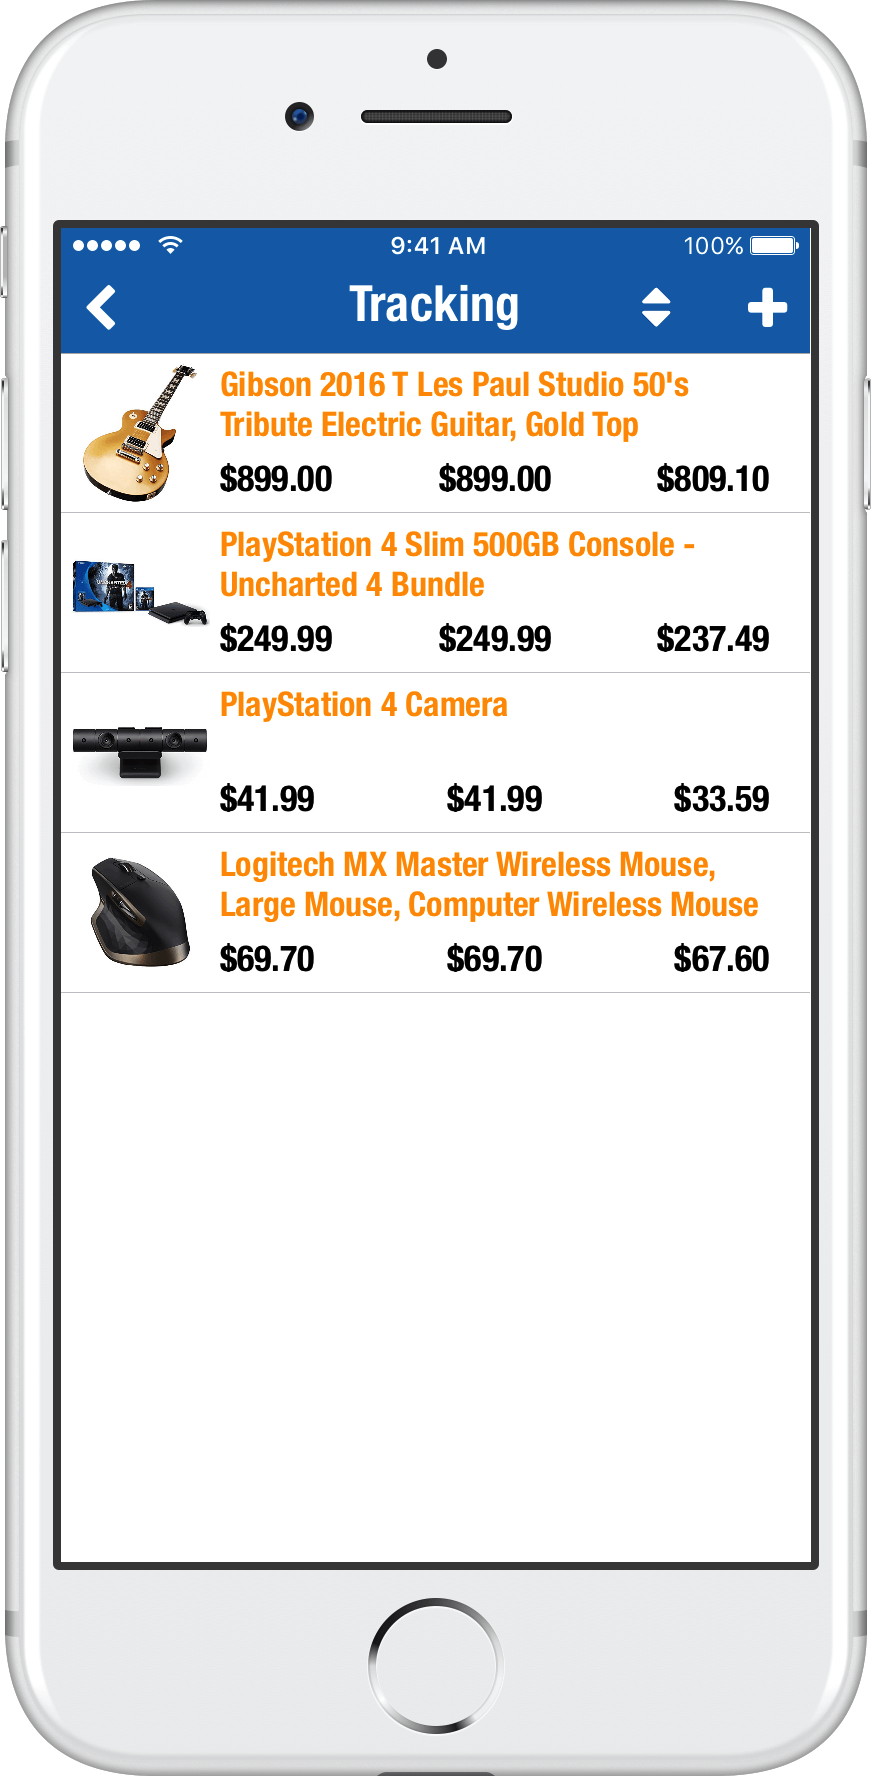 9:41 AM 100%
Tracking
Gibson 2016 T Les Paul Studio 50's
Tribute Electric Guitar, Gold Top
$899.00 $899.00 $809.10
PlayStation 4 Slim 500GB Console -
Uncharted 4 Bundle
$249.99 $249.99 $237.49
PlayStation 4 Camera
$41.99 $41.99 $33.59
Logitech MX Master Wireless Mouse,
Large Mouse, Computer Wireless Mouse
$69.70 $69.70 $67.60